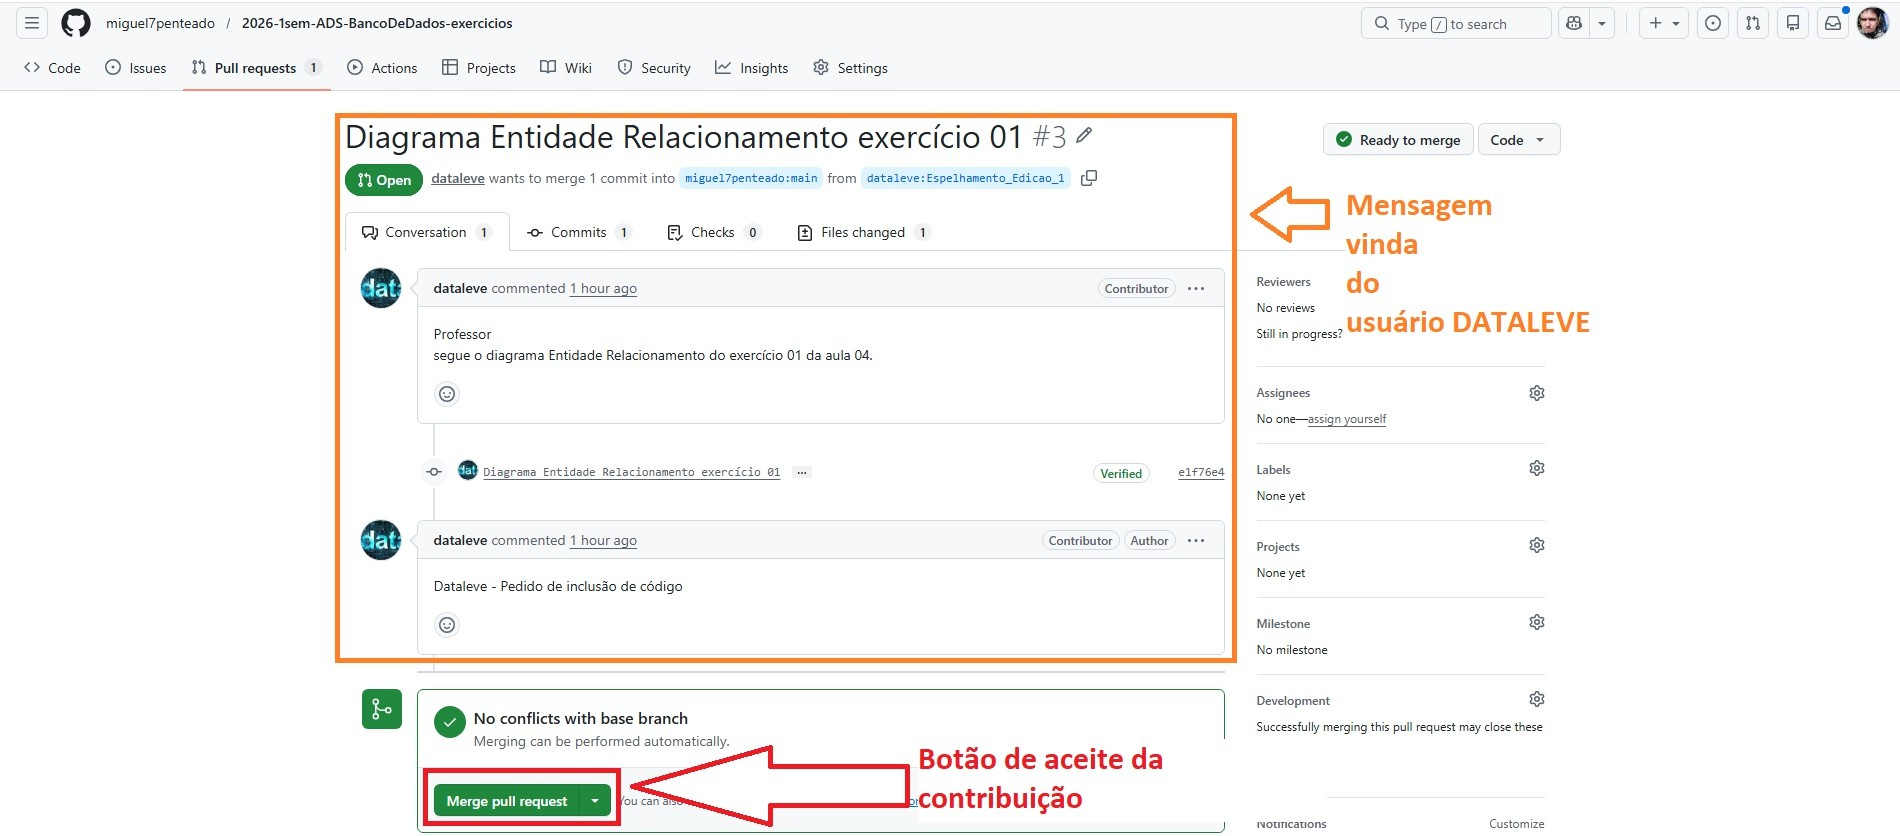 miguel7penteado / 2026-1sem-ADS-BancoDeDados-exercicios
Type / to search
Code
Issues
Pull requests 1
Actions
Projects
Wiki
Security
Insights
Settings
Diagrama Entidade Relacionamento exercício 01 #3
Ready to merge
Code
Open
dataleve wants to merge 1 commit into miguel7penteado:main from dataleve:Espelhamento_Edicao_1
Conversation 1
Commits 1
Checks 0
Files changed 1
Mensagem
vinda
do
usuário DATALEVE
dat
dataleve commented 1 hour ago
Contributor
Professor
segue o diagrama Entidade Relacionamento do exercício 01 da aula 04.
dat
Diagrama Entidade Relacionamento exercício 01
Verified
e1f76e4
dat
dataleve commented 1 hour ago
Contributor
Author
Dataleve - Pedido de inclusão de código
No conflicts with base branch
Merging can be performed automatically.
Merge pull request
You can also
Botão de aceite da
contribuição
Reviewers
No reviews
Still in progress?
Assignees
No one—assign yourself
Labels
None yet
Projects
None yet
Milestone
No milestone
Development
Successfully merging this pull request may close these
Notifications
Customize